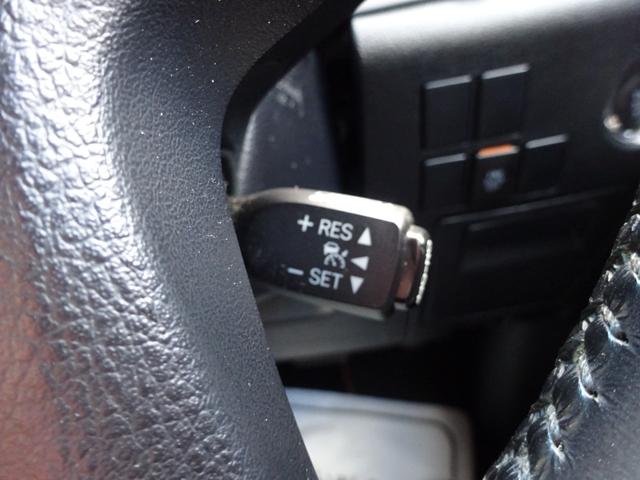 + RES ▲
◀
− SET ▼